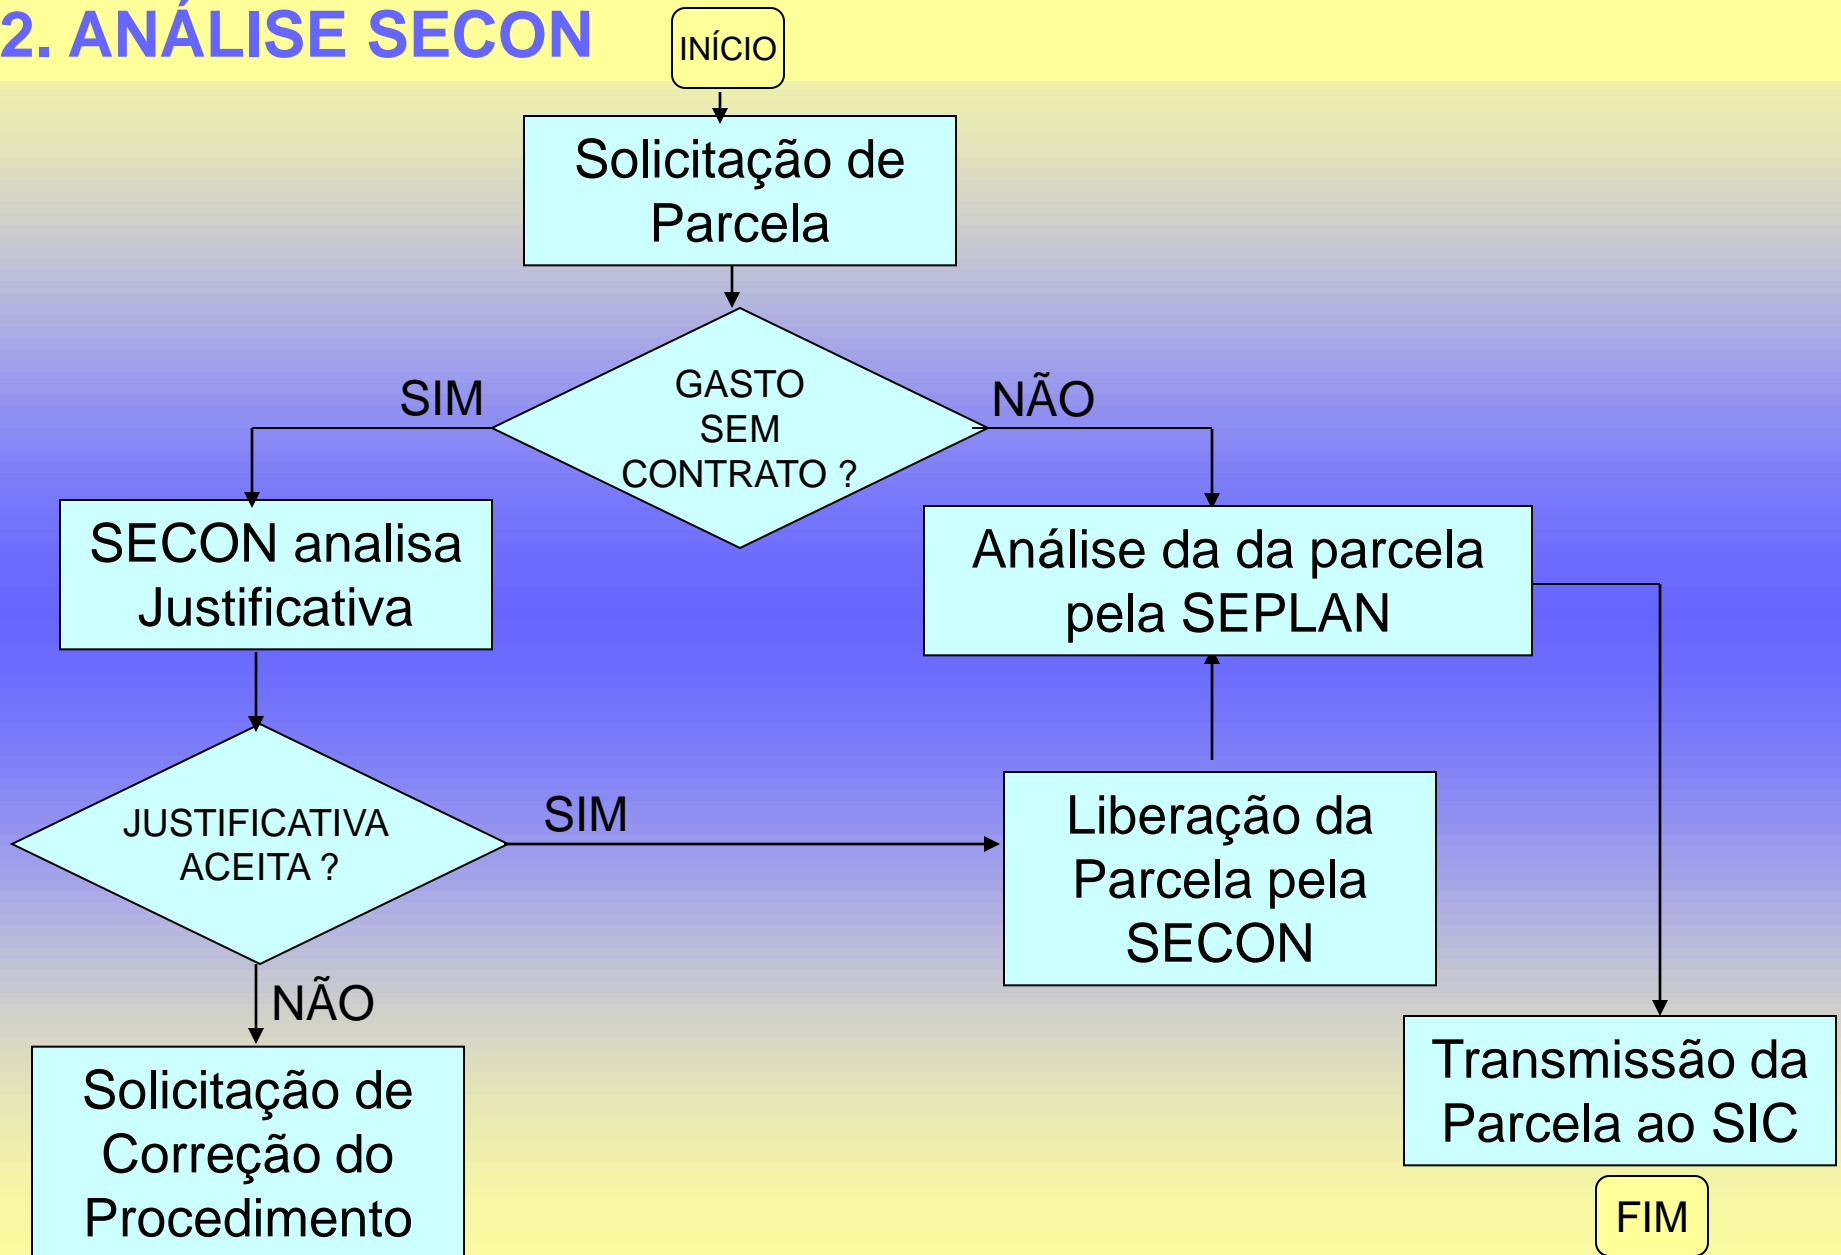 2. ANÁLISE SECON
INÍCIO
Solicitação de
Parcela
GASTO
SEM
CONTRATO ?
SIM
NÃO
SECON analisa
Justificativa
Análise da da parcela
pela SEPLAN
JUSTIFICATIVA
ACEITA ?
SIM
Liberação da
Parcela pela
SECON
NÃO
Solicitação de
Correção do
Procedimento
Transmissão da
Parcela ao SIC
FIM